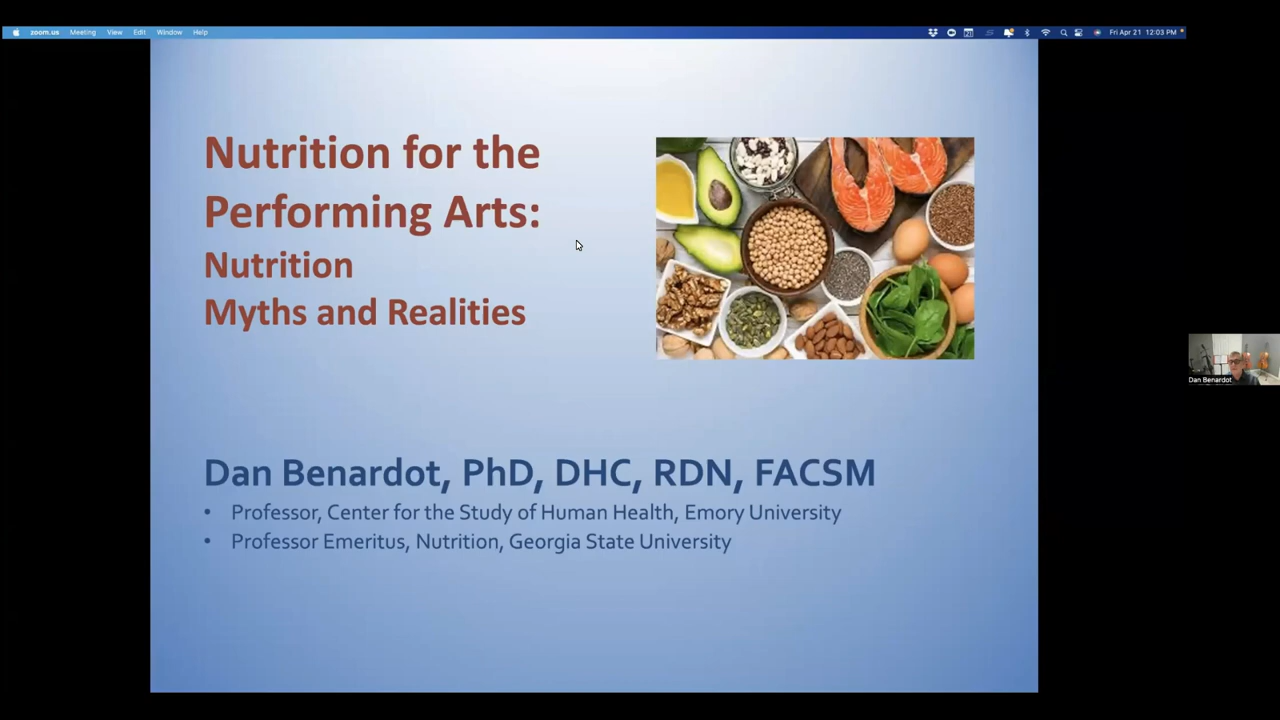 zoom.us Meeting View Edit Window Help
Fri Apr 21 12:03 PM
Nutrition for the
Performing Arts:
Nutrition
Myths and Realities
Dan Benardot, PhD, DHC, RDN, FACSM
• Professor, Center for the Study of Human Health, Emory University
• Professor Emeritus, Nutrition, Georgia State University
Dan Benardot